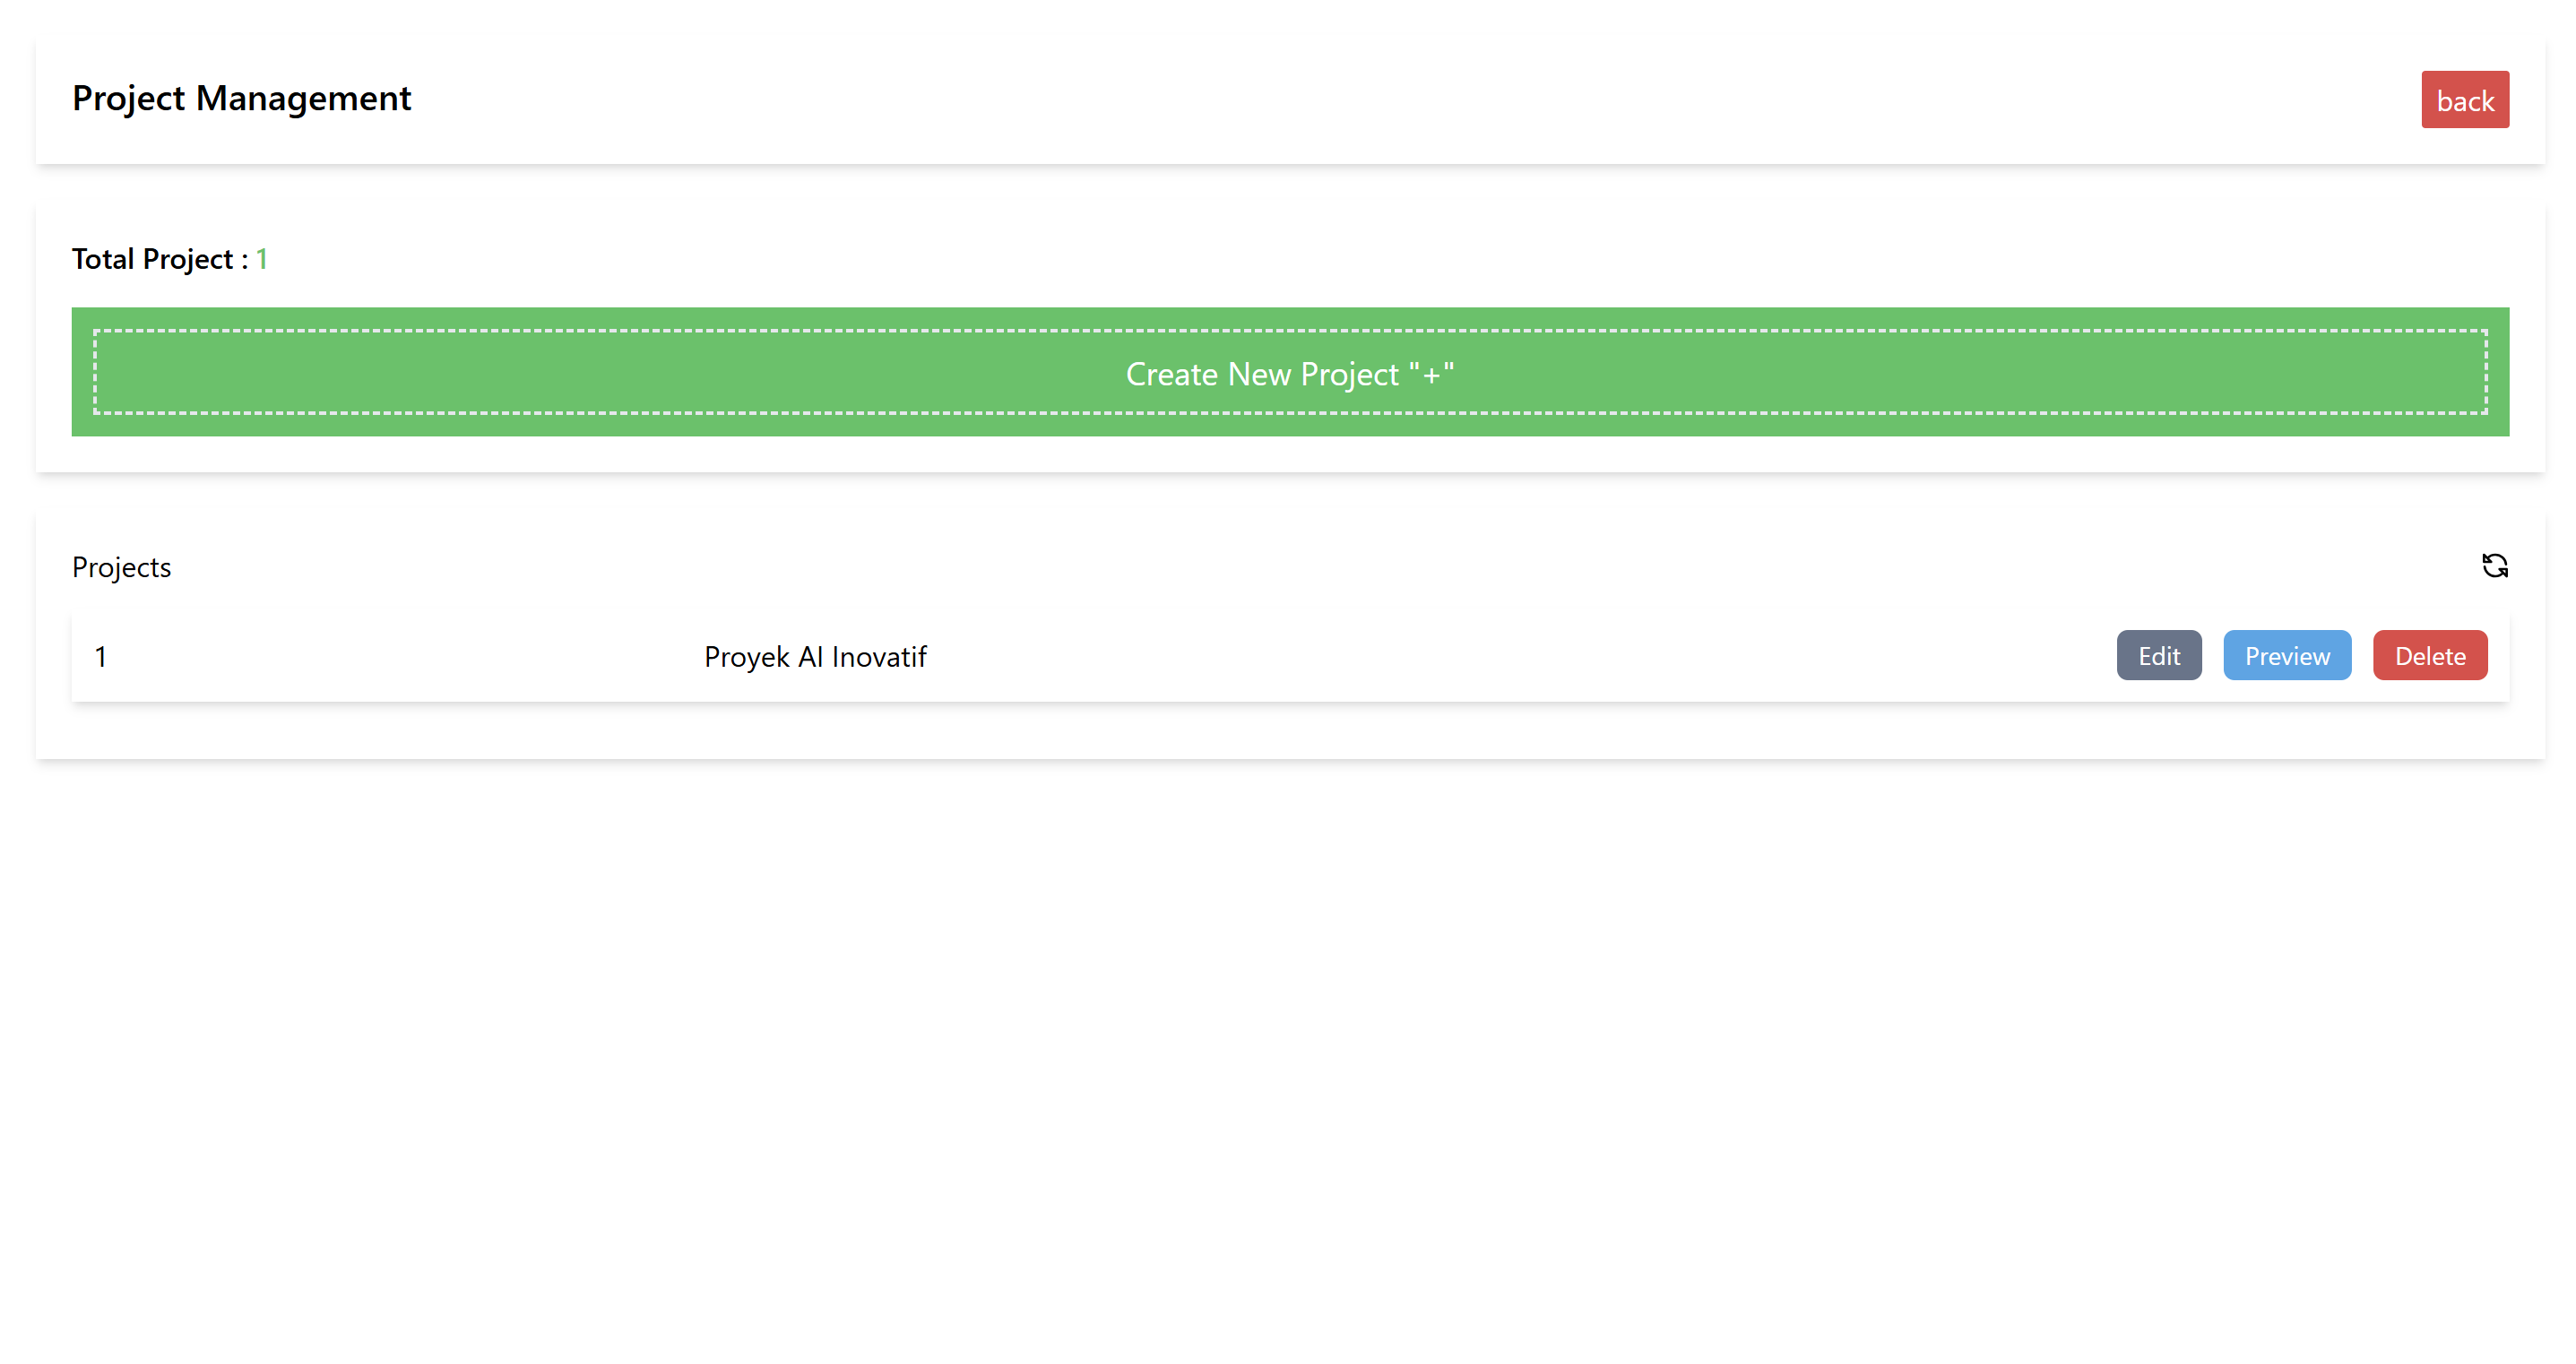 Project Management
back
Total Project : 1
Create New Project "+"
Projects
1 Proyek AI Inovatif Edit Preview Delete